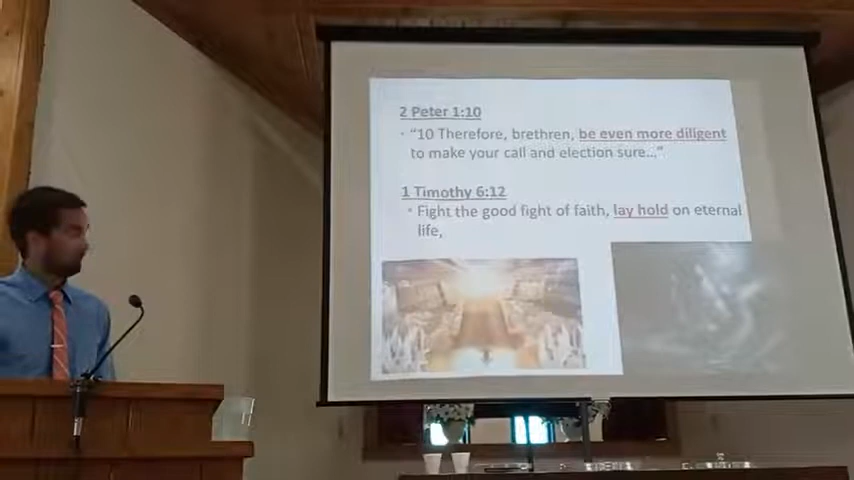 2 Peter 1:10
• "10 Therefore, brethren, be even more diligent
to make your call and election sure..."
1 Timothy 6:12
• Fight the good fight of faith, lay hold on eternal
life,